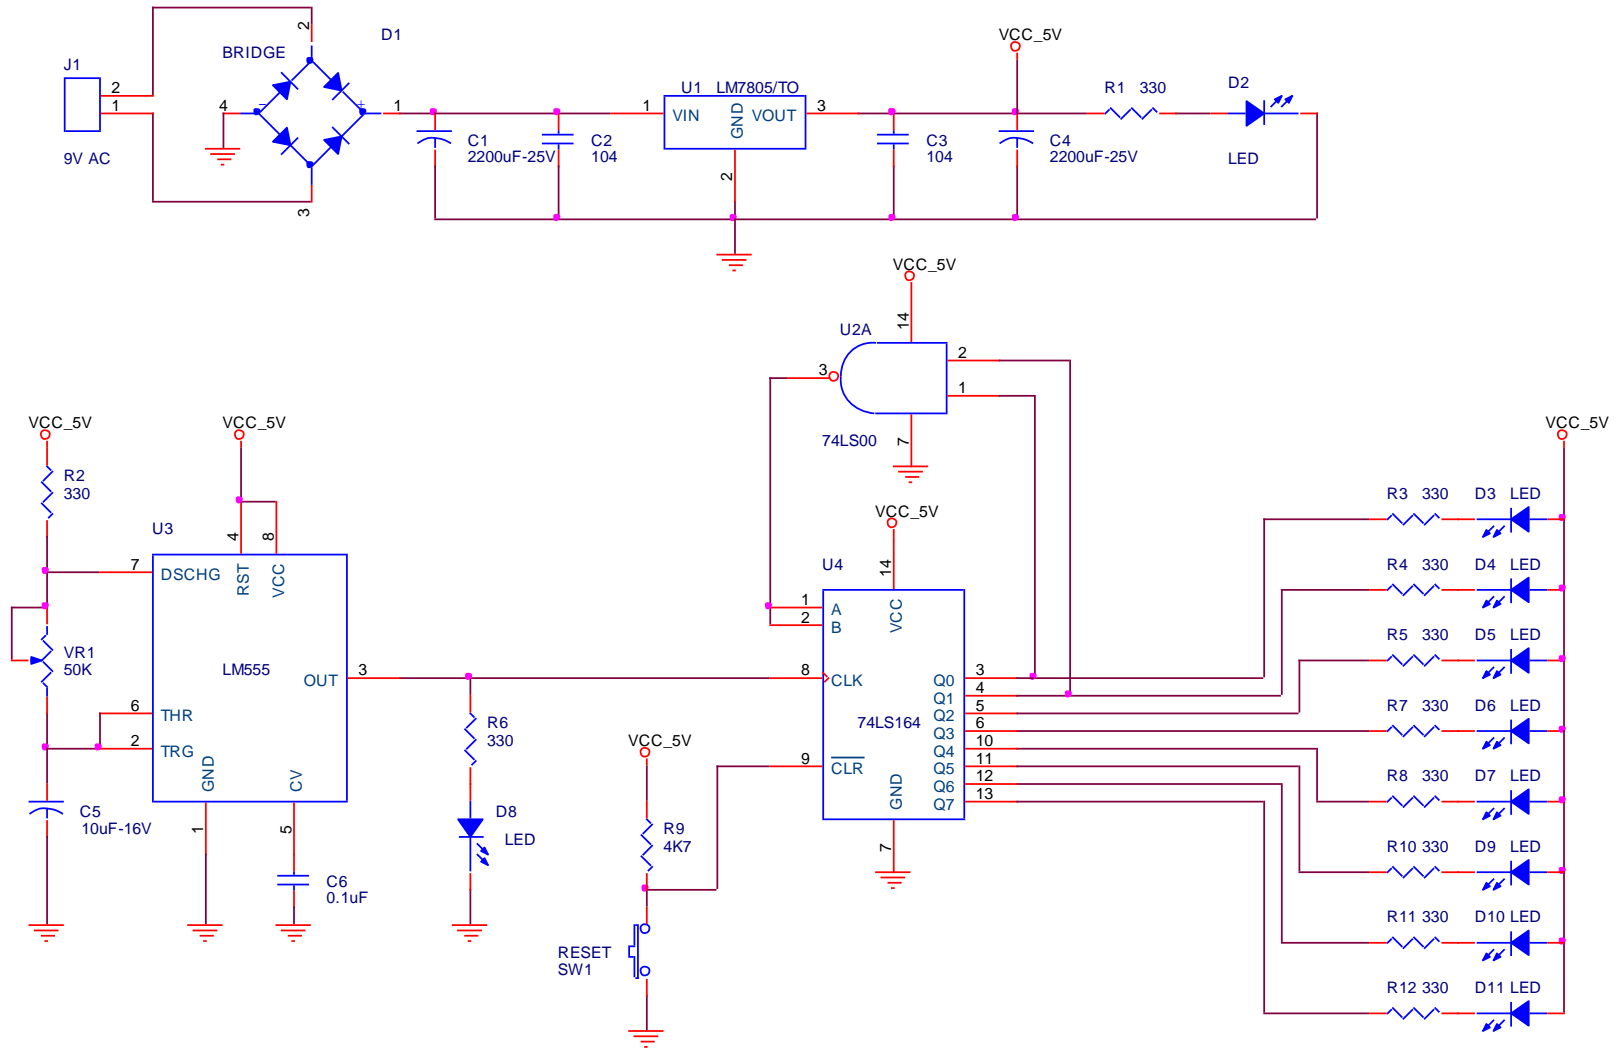 J1
2
1
9V AC
BRIDGE
D1
2
4
-
+
1
3
C1
2200uF-25V
C2
104
1
U1 LM7805/TO
VIN
GND
VOUT
3
2
C3
104
VCC_5V
C4
2200uF-25V
R1 330
D2
LED
VCC_5V
14
U2A
3
2
1
74LS00
7
VCC_5V
R2
330
VCC_5V
U3
4
8
7
DSCHG
RST
VCC
VR1
50K
LM555
OUT
3
6
THR
2
TRG
GND
CV
C5
10uF-16V
1
5
C6
0.1uF
R6
330
D8
LED
VCC_5V
R9
4K7
RESET
SW1
VCC_5V
U4
14
1
A
2
B
VCC
8
CLK
74LS164
9
CLR
GND
7
Q0
3
Q1
4
Q2
5
Q3
6
Q4
10
Q5
11
Q6
12
Q7
13
VCC_5V
R3 330 D3 LED
R4 330 D4 LED
R5 330 D5 LED
R7 330 D6 LED
R8 330 D7 LED
R10 330 D9 LED
R11 330 D10 LED
R12 330 D11 LED